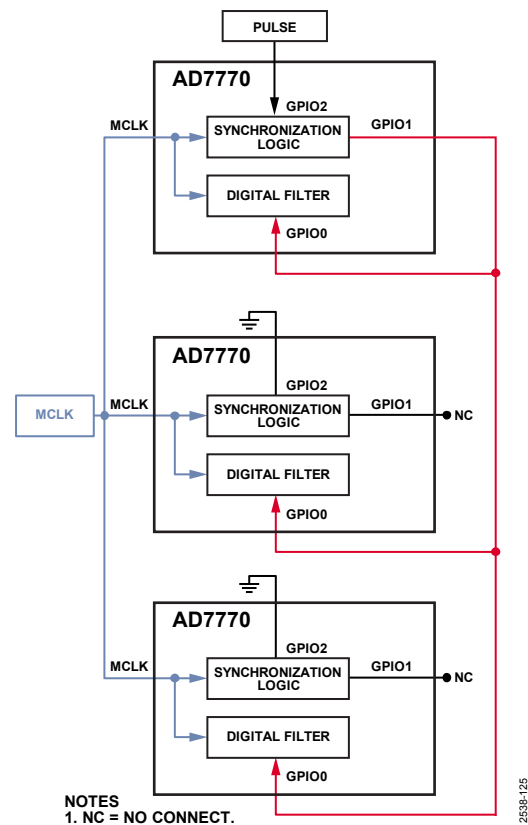 PULSE
AD7770
GPIO2
MCLK
SYNCHRONIZATION
LOGIC
GPIO1
DIGITAL FILTER
GPIO0
AD7770
GPIO2
MCLK
MCLK
SYNCHRONIZATION
LOGIC
GPIO1
NC
DIGITAL FILTER
GPIO0
AD7770
GPIO2
MCLK
SYNCHRONIZATION
LOGIC
GPIO1
NC
DIGITAL FILTER
GPIO0
NOTES
1. NC = NO CONNECT.
2538-125